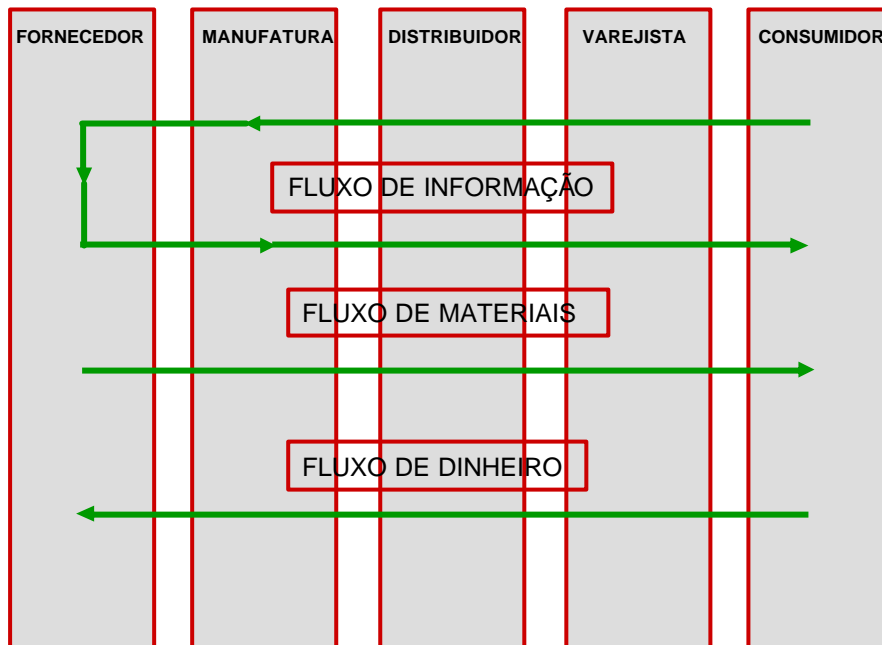 FORNECEDOR
MANUFATURA
DISTRIBUIDOR
VAREJISTA
CONSUMIDOR
FLUXO DE INFORMAÇÃO
FLUXO DE MATERIAIS
FLUXO DE DINHEIRO